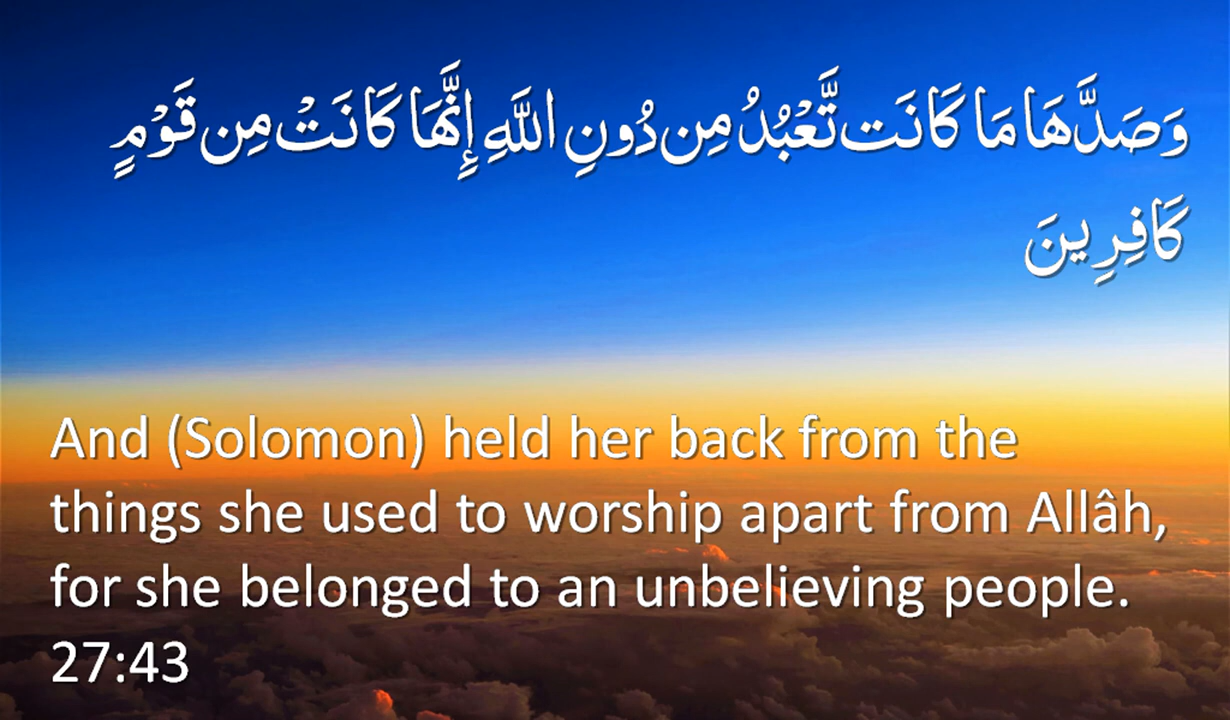 وَصَدَّهَا مَا كَانَت تَّعْبُدُ مِن دُونِ اللَّهِ إِنَّهَا كَانَتْ مِن قَوْمٍ
كَافِرِينَ
And (Solomon) held her back from the
things she used to worship apart from Allâh,
for she belonged to an unbelieving people.
27:43